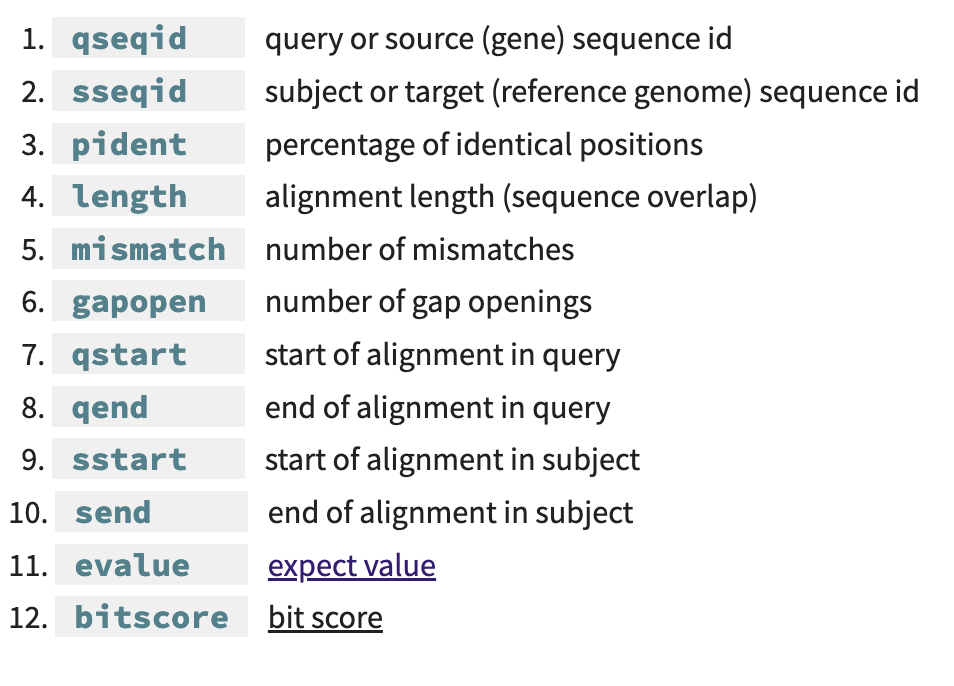 1. qseqid query or source (gene) sequence id
2. sseqid subject or target (reference genome) sequence id
3. pident percentage of identical positions
4. length alignment length (sequence overlap)
5. mismatch number of mismatches
6. gapopen number of gap openings
7. qstart start of alignment in query
8. qend end of alignment in query
9. sstart start of alignment in subject
10. send end of alignment in subject
11. evalue expect value
12. bitscore bit score